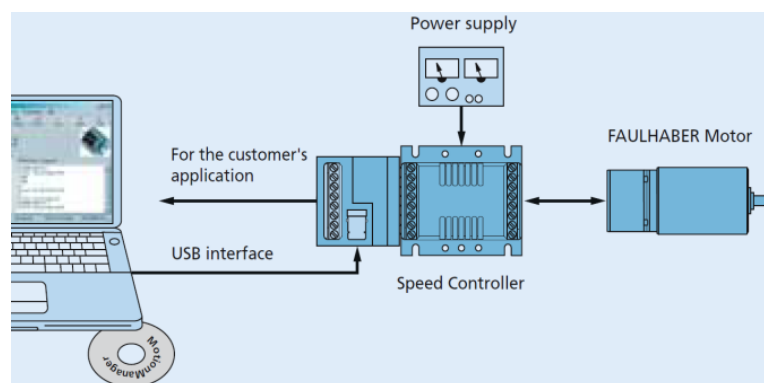 Power supply
FAULHABER Motor
For the customer's
application
USB interface
Speed Controller
MotionManager